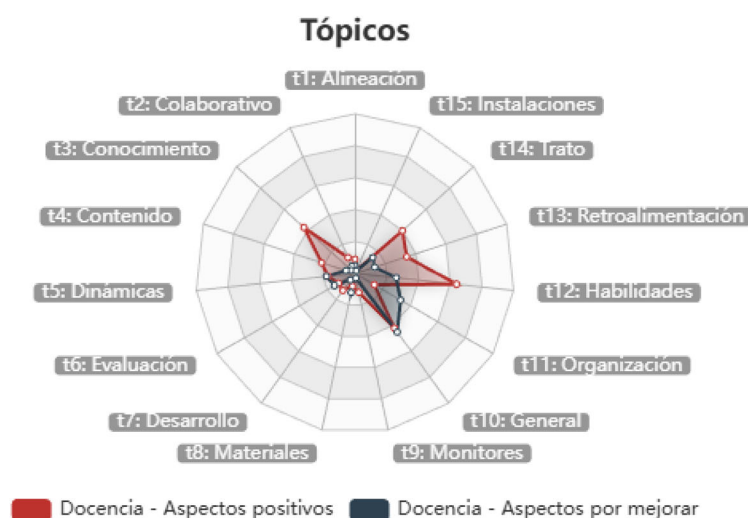 Tópicos
t1: Alineación
t2: Colaborativo
t15: Instalaciones
t3: Conocimiento
t14: Trato
t4: Contenido
t13: Retroalimentación
t5: Dinámicas
t12: Habilidades
t6: Evaluación
t11: Organización
t7: Desarrollo
t10: General
t8: Materiales
t9: Monitores
Docencia - Aspectos positivos
Docencia - Aspectos por mejorar